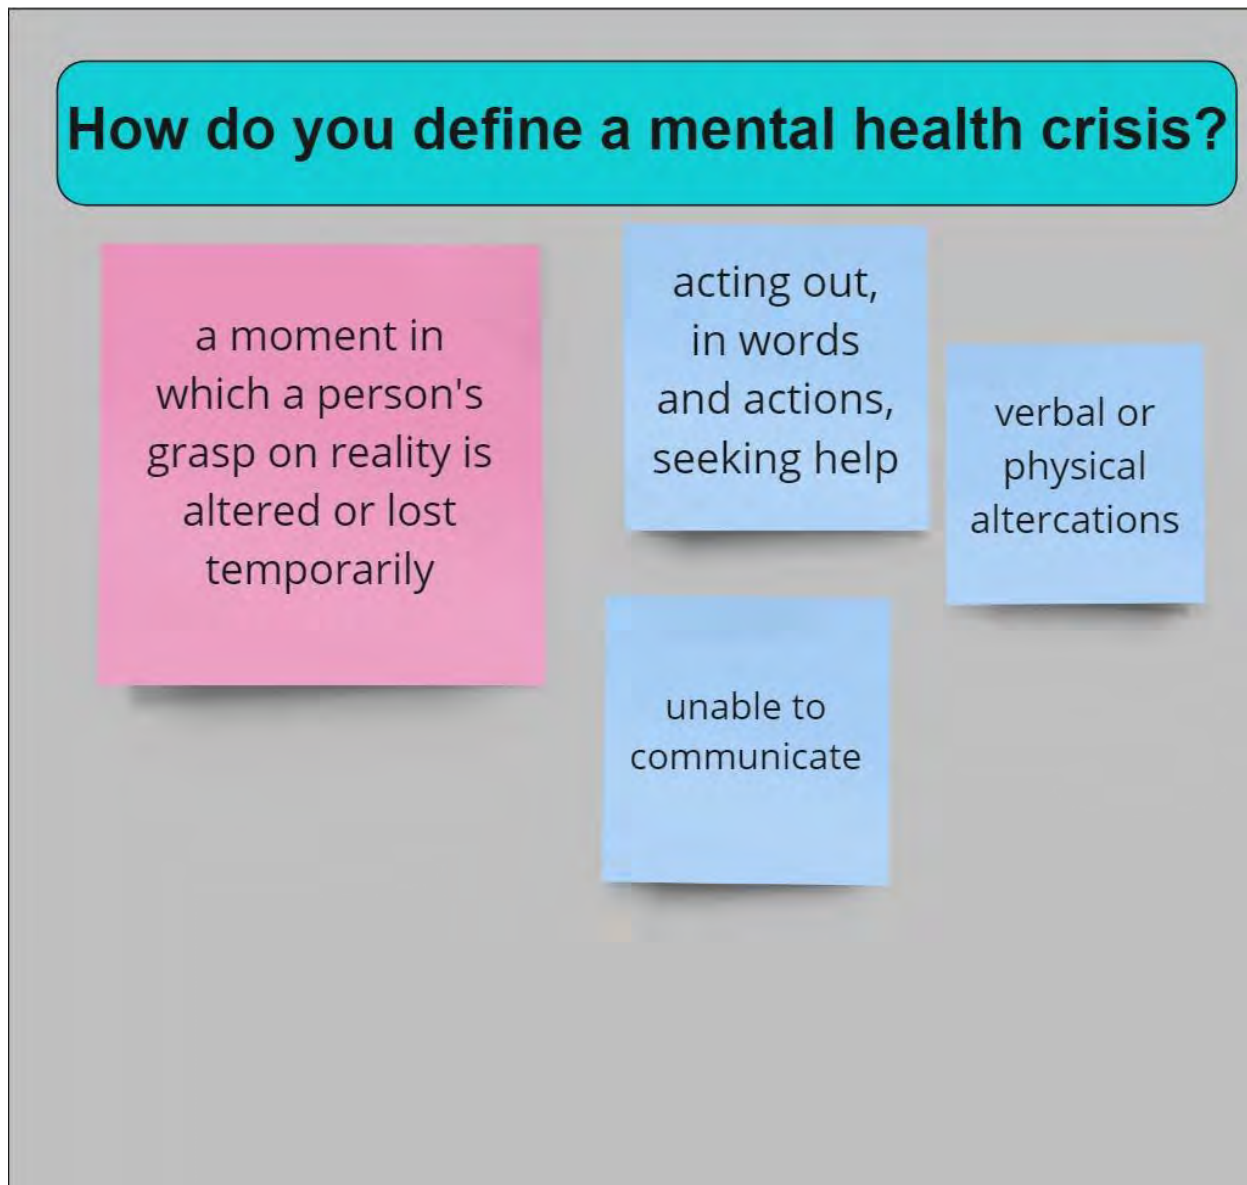 How do you define a mental health crisis?
a moment in
which a person's
grasp on reality is
altered or lost
temporarily
acting out,
in words
and actions,
seeking help
verbal or
physical
altercations
unable to
communicate